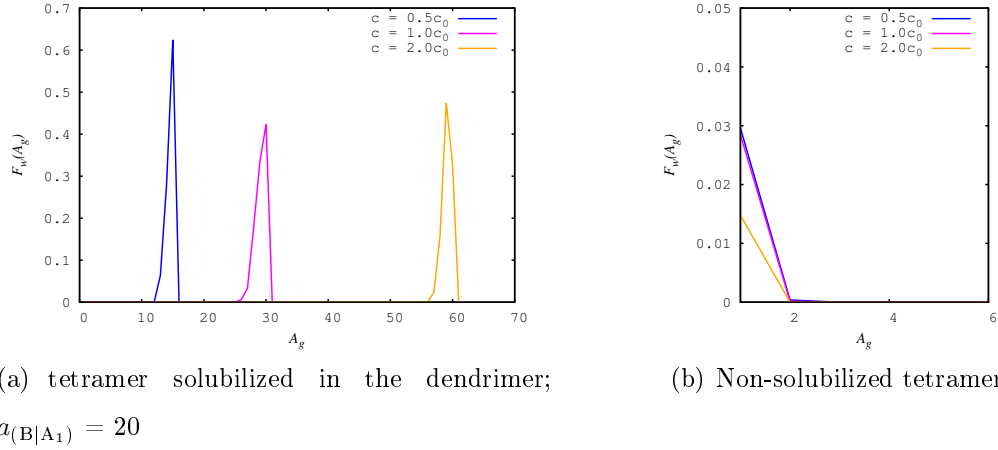 0.7
0.6
0.5
0.4
0.3
0.2
0.1
0
F_w(A_g)
c = 0.5c_0
c = 1.0c_0
c = 2.0c_0
0 10 20 30 40 50 60 70
A_g
0.05
0.04
0.03
0.02
0.01
0
F_w(A_g)
c = 0.5c_0
c = 1.0c_0
c = 2.0c_0
2 4 6
A_g
(a) tetramer solubilized in the dendrimer;
a_(B|A_1) = 20
(b) Non-solubilized tetramer